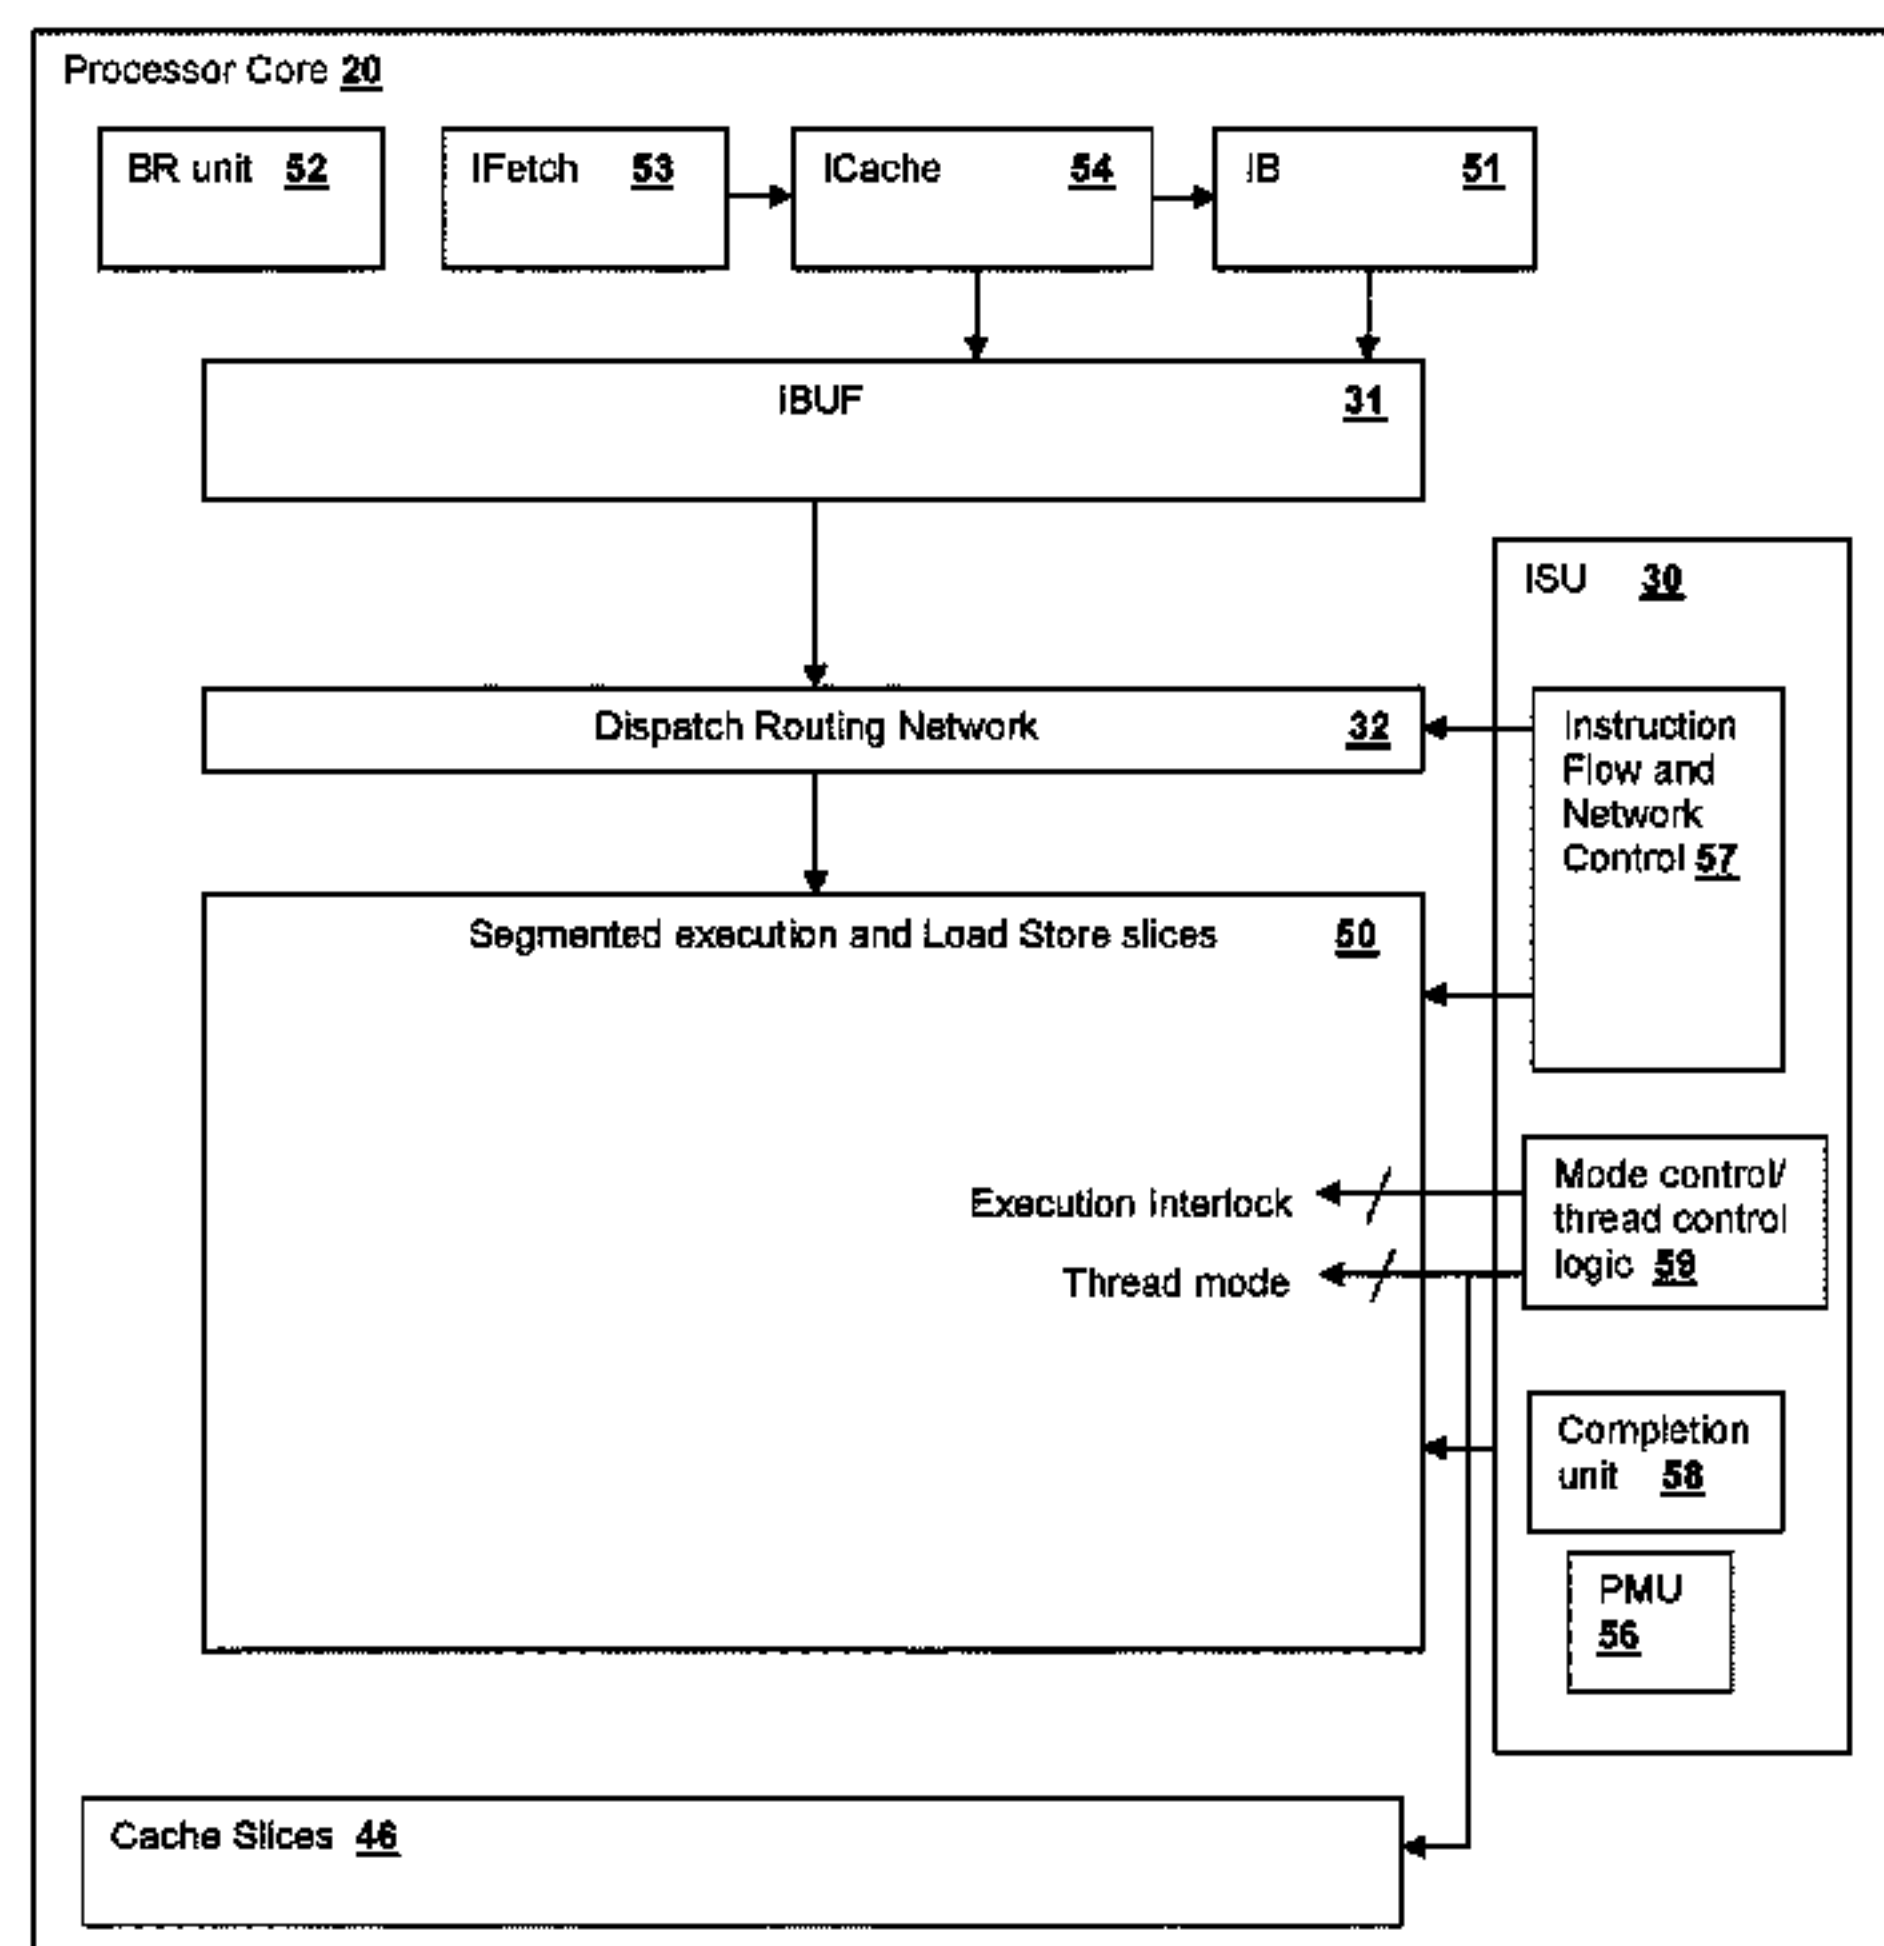 Processor Core 20
BR unit 52
IFetch 53
ICache 54
IB 51
iBUF 31
ISU 30
Dispatch Routing Network 32
Instruction
Flow and
Network
Control 57
Segmented execution and Load Store slices 50
Execution Interlock
Thread mode
Mode control/
thread control
logic 59
Completion
unit 58
PMU
56
Cache Slices 46